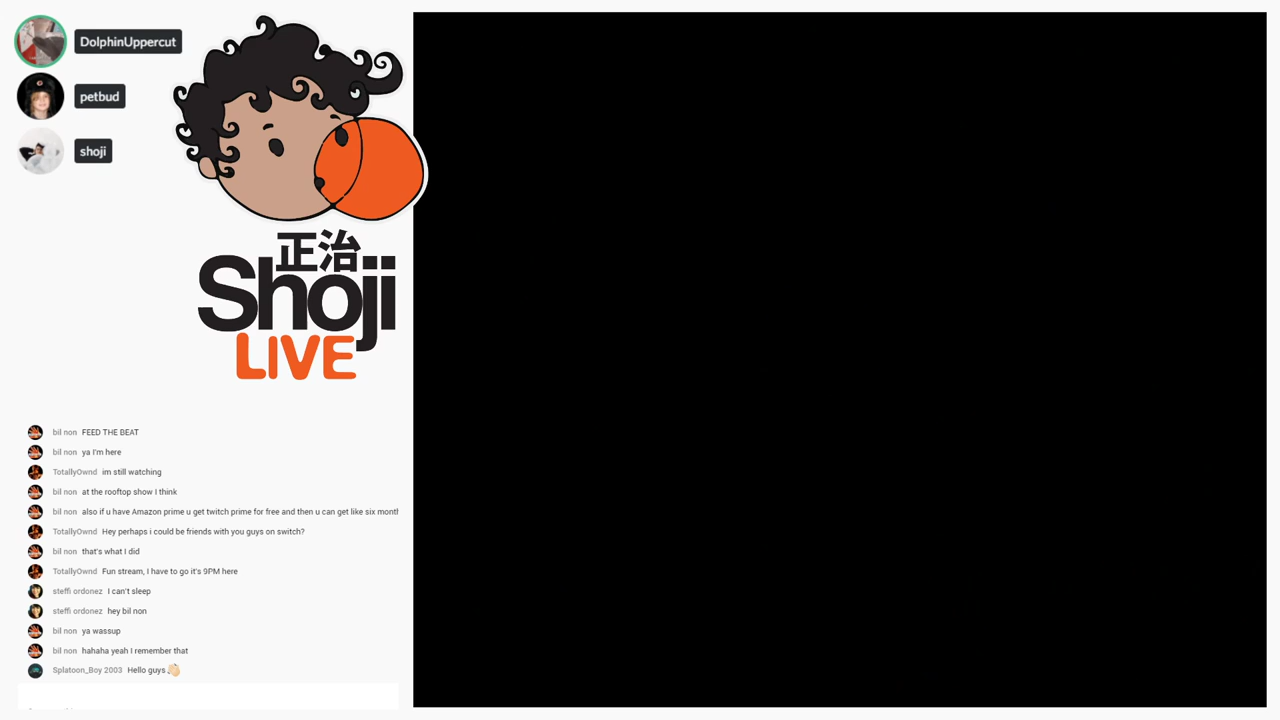 DolphinUppercut
petbud
shoji
正治
Shoji
LIVE
bil non FEED THE BEAT
bil non ya I'm here
TotallyOwnd im still watching
bil non at the rooftop show I think
bil non also if u have Amazon prime u get twitch prime for free and then u can get like six month
TotallyOwnd Hey perhaps i could be friends with you guys on switch?
bil non that's what I did
TotallyOwnd Fun stream, I have to go it's 9PM here
steffi ordonez I can't sleep
steffi ordonez hey bil non
bil non ya wassup
bil non hahaha yeah I remember that
Splatoon_Boy 2003 Hello guys 👋🏻